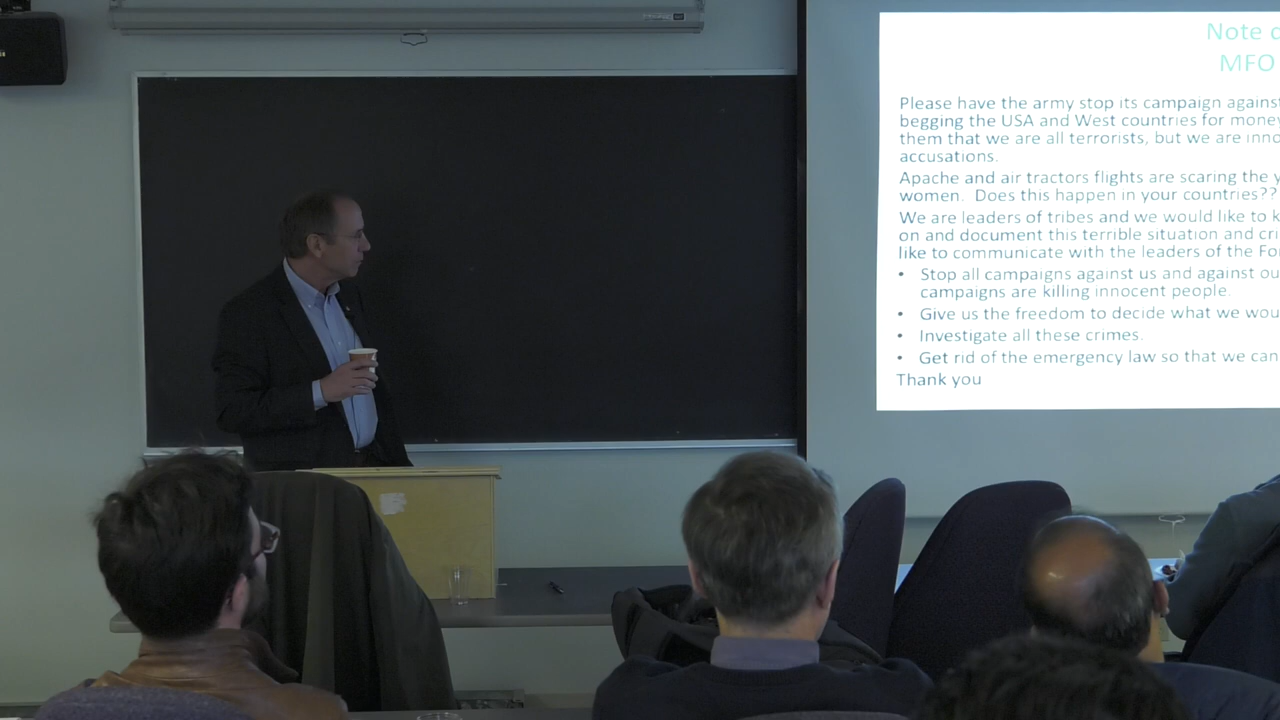 Note
MFO
Please have the army stop its campaign against
begging the USA and West countries for money
them that we are all terrorists, but we are
accusations.
Apache and air tractors flights are scaring the
women. Does this happen in your countries??
We are leaders of tribes and we would like to
on and document this terrible situation and
like to communicate with the leaders of the
• Stop all campaigns against us and against
campaigns are killing innocent people.
• Give us the freedom to decide what we
• Investigate all these crimes.
• Get rid of the emergency law so that we can
Thank you